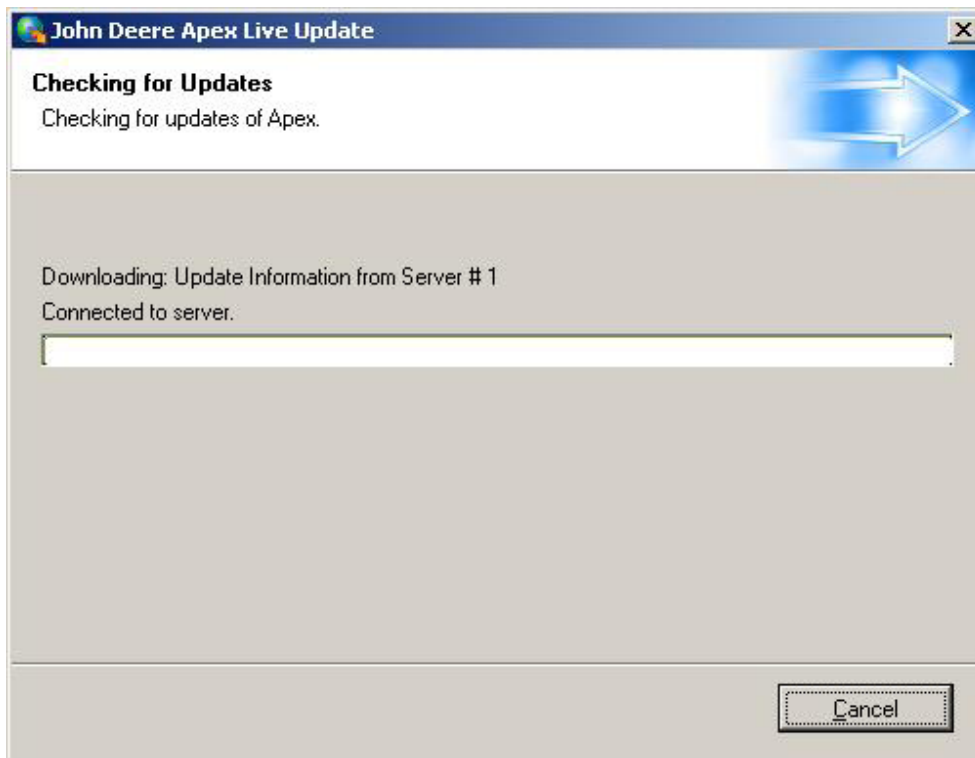 John Deere Apex Live Update
Checking for Updates
Checking for updates of Apex.
Downloading: Update Information from Server # 1
Connected to server.
Cancel